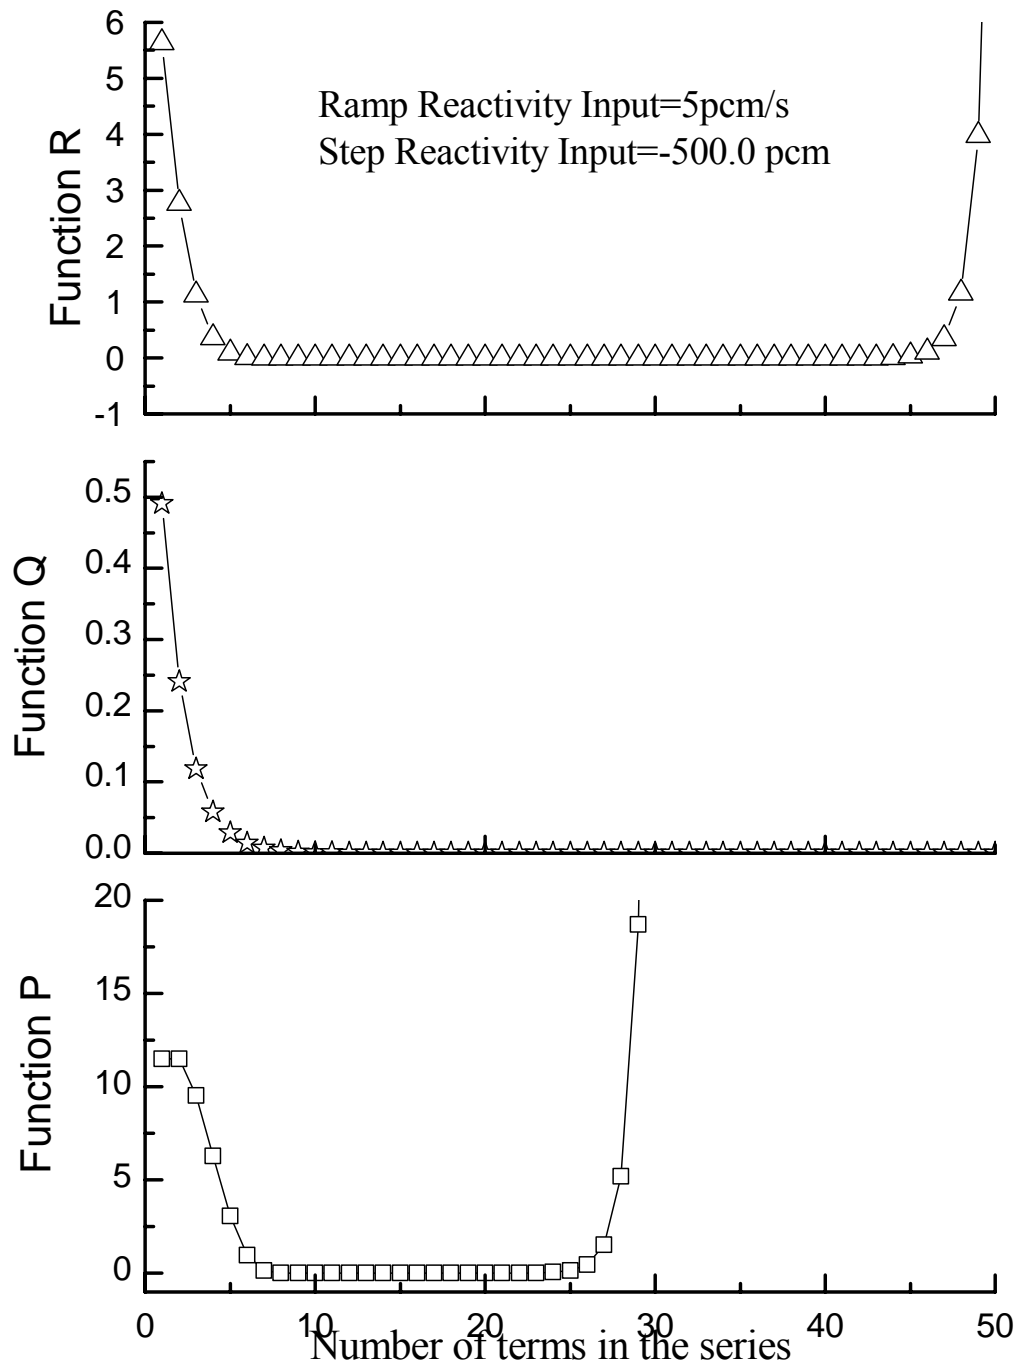 6
5
4
3
2
1
0
-1
Function R
Ramp Reactivity Input=5pcm/s
Step Reactivity Input=-500.0 pcm
0.5
0.4
0.3
0.2
0.1
0.0
Function Q
20
15
10
5
0
Function P
0 10 20 30 40 50
Number of terms in the series